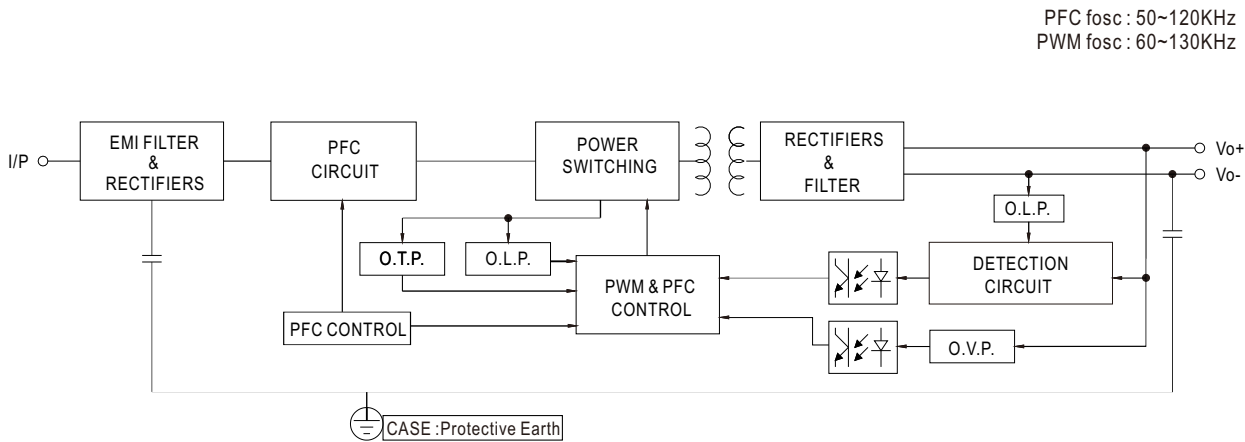 PFC fosc : 50~120KHz
PWM fosc : 60~130KHz
I/P
EMI FILTER
&
RECTIFIERS
PFC
CIRCUIT
POWER
SWITCHING
RECTIFIERS
&
FILTER
Vo+
Vo-
O.L.P.
O.T.P.
O.L.P.
PWM & PFC
CONTROL
DETECTION
CIRCUIT
PFC CONTROL
O.V.P.
CASE : Protective Earth